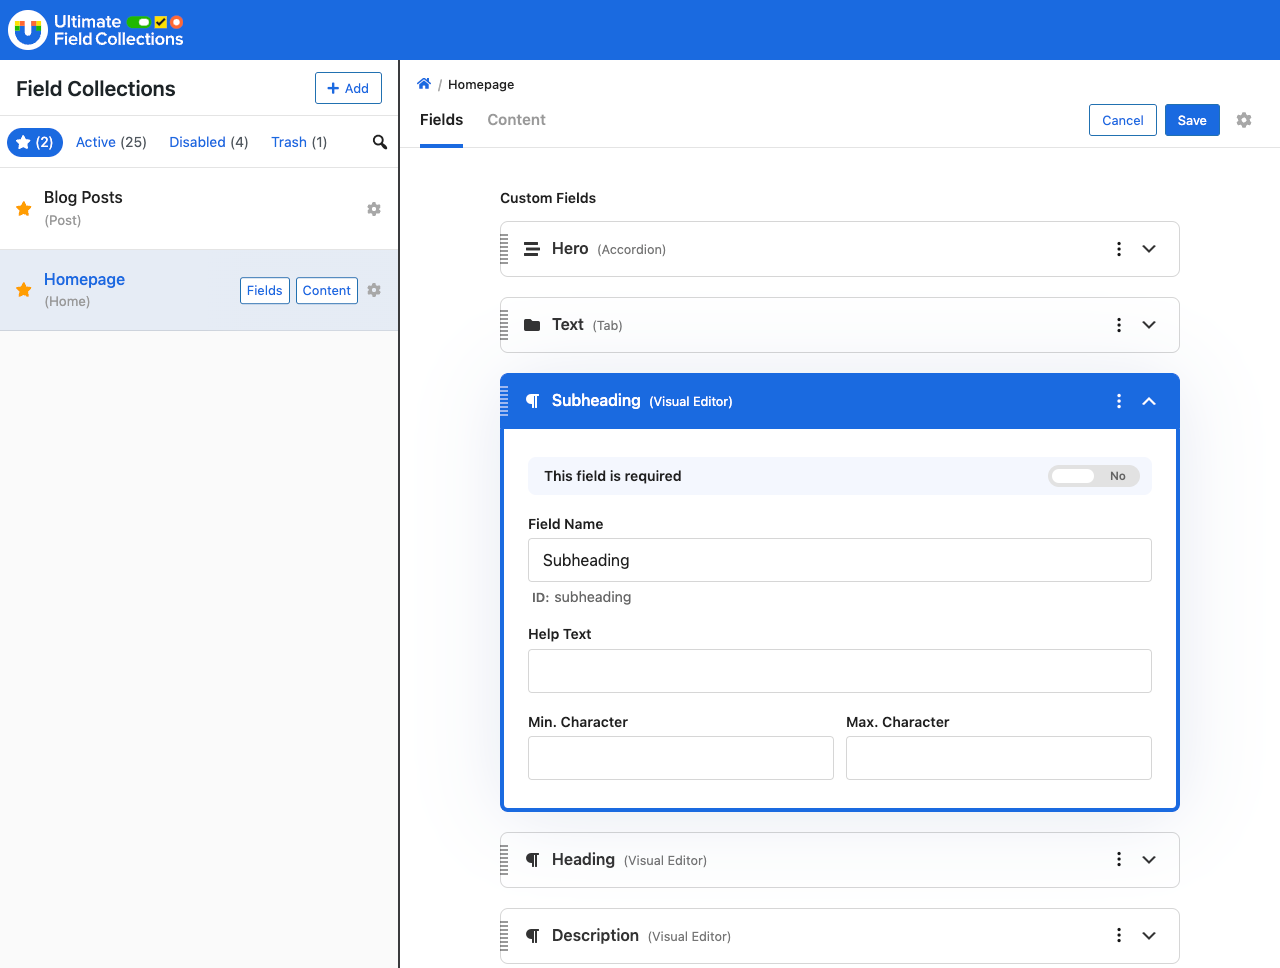 Ultimate
Field Collections
Field Collections
Add
(2) Active (25) Disabled (4) Trash (1)
Blog Posts
(Post)
Homepage
(Home)
Fields Content
/ Homepage
Fields Content
Cancel Save
Custom Fields
Hero (Accordion)
Text (Tab)
Subheading (Visual Editor)
This field is required No
Field Name
Subheading
ID: subheading
Help Text
Min. Character Max. Character
Heading (Visual Editor)
Description (Visual Editor)